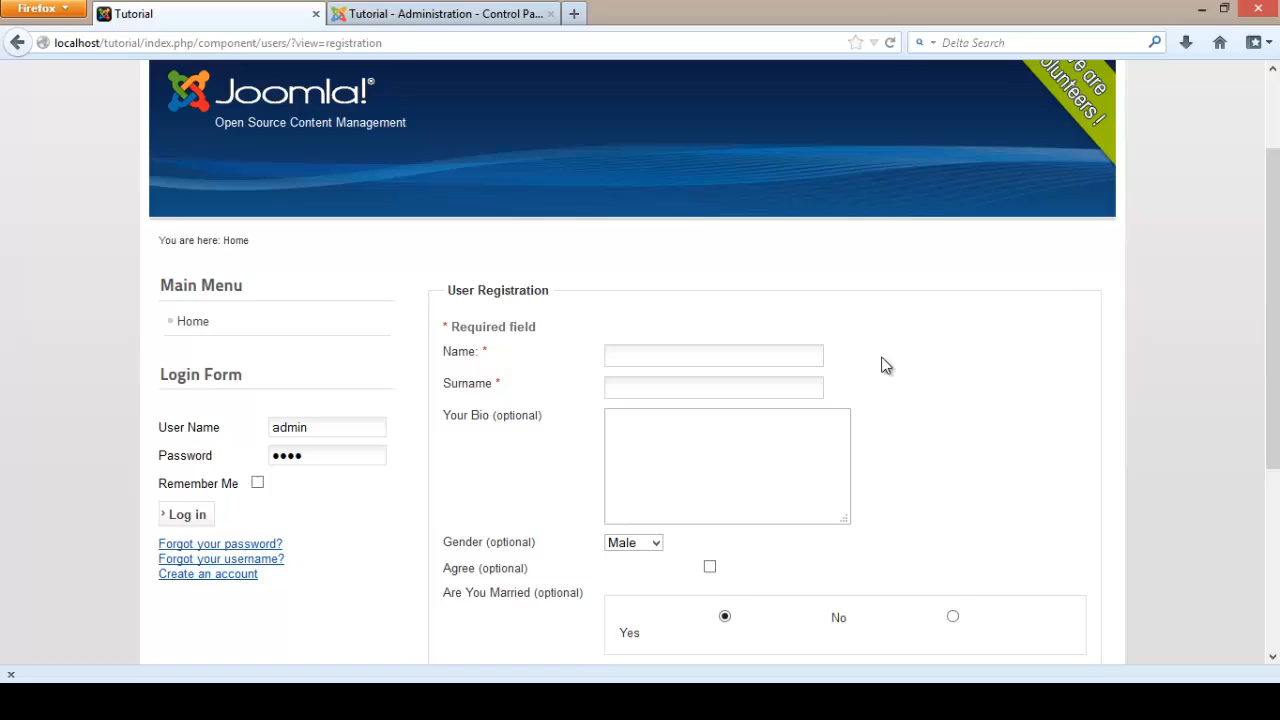 Firefox
Tutorial
Tutorial - Administration - Control Pa...
localhost/tutorial/index.php/component/users/?view=registration
Delta Search
Joomla!®
Open Source Content Management
are
olunteers!
You are here: Home
Main Menu
Home
Login Form
User Name admin
Password ••••
Remember Me
Log in
Forgot your password?
Forgot your username?
Create an account
User Registration
* Required field
Name: *
Surname *
Your Bio (optional)
Gender (optional) Male
Agree (optional)
Are You Married (optional)
Yes
No